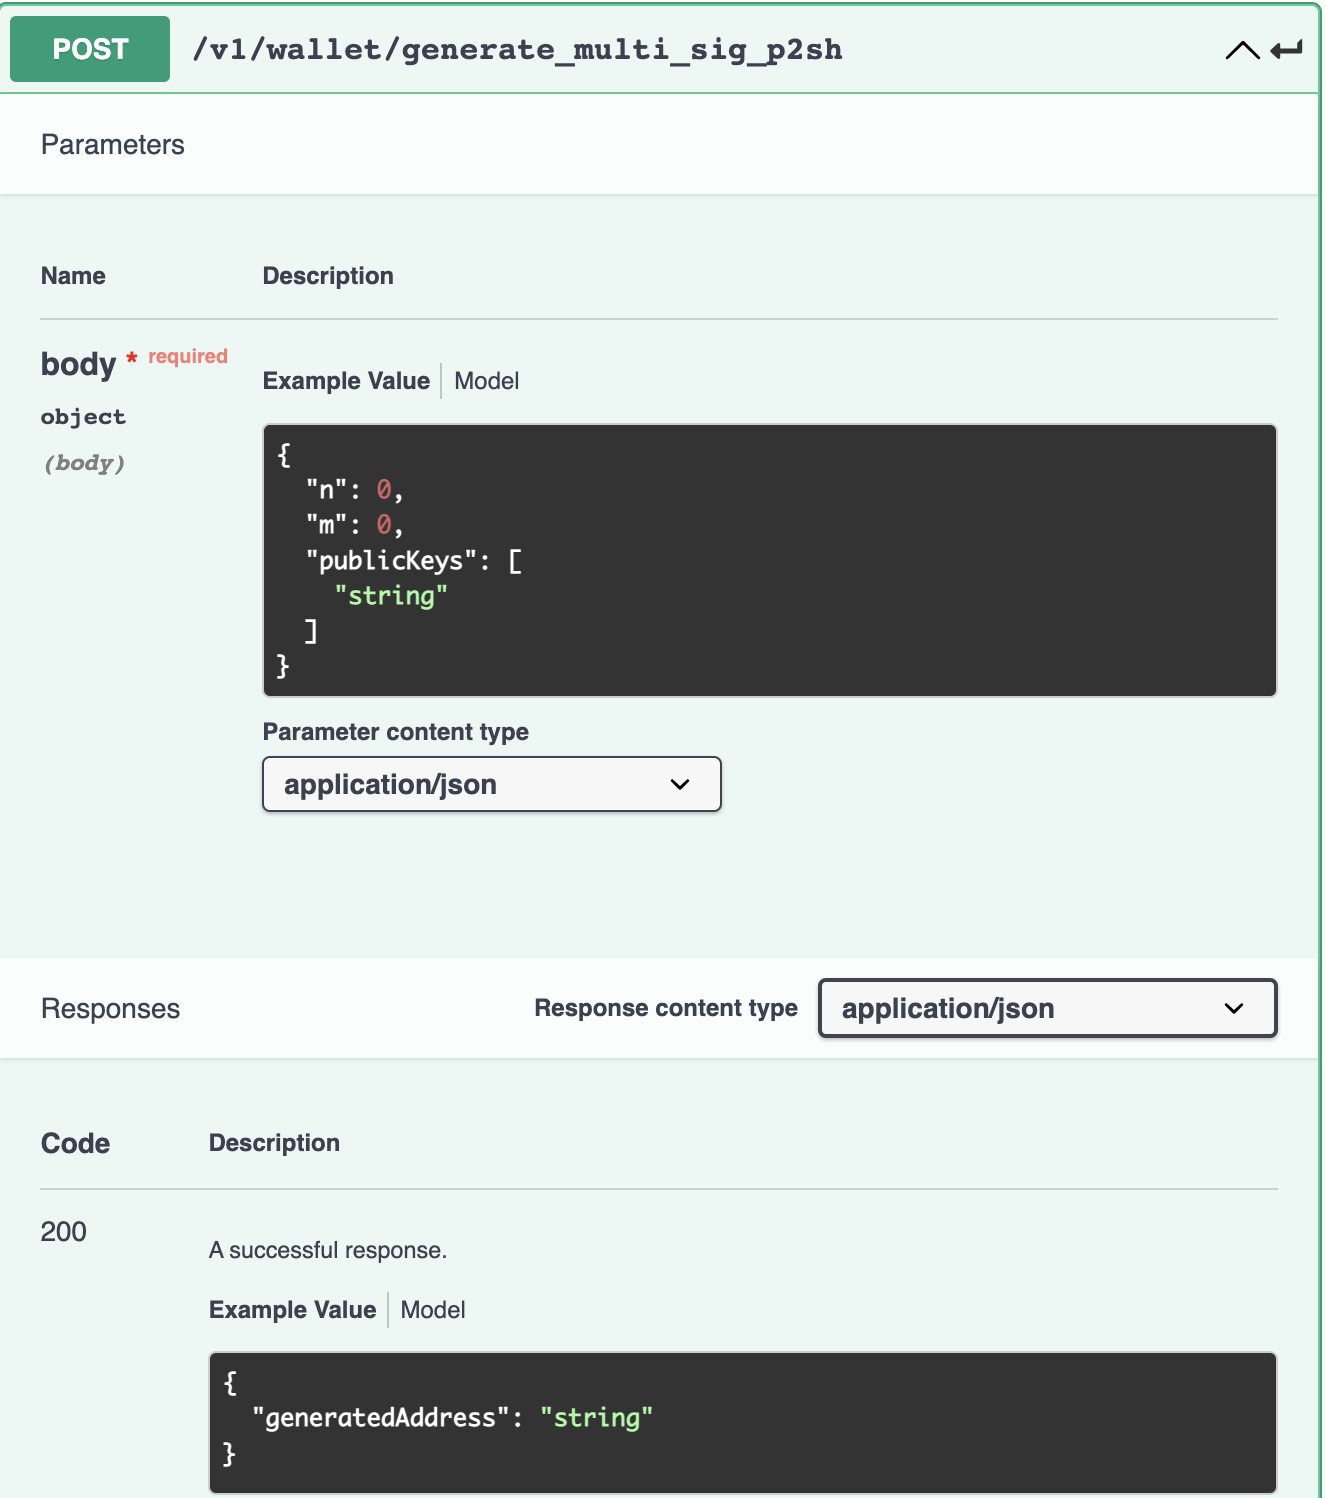 POST /v1/wallet/generate_multi_sig_p2sh
Parameters
Name Description
body * required
object
(body)
Example Value Model
{
  "n": 0,
  "m": 0,
  "publicKeys": [
    "string"
  ]
}
Parameter content type
application/json
Responses Response content type application/json
Code Description
200
A successful response.
Example Value Model
{
  "generatedAddress": "string"
}